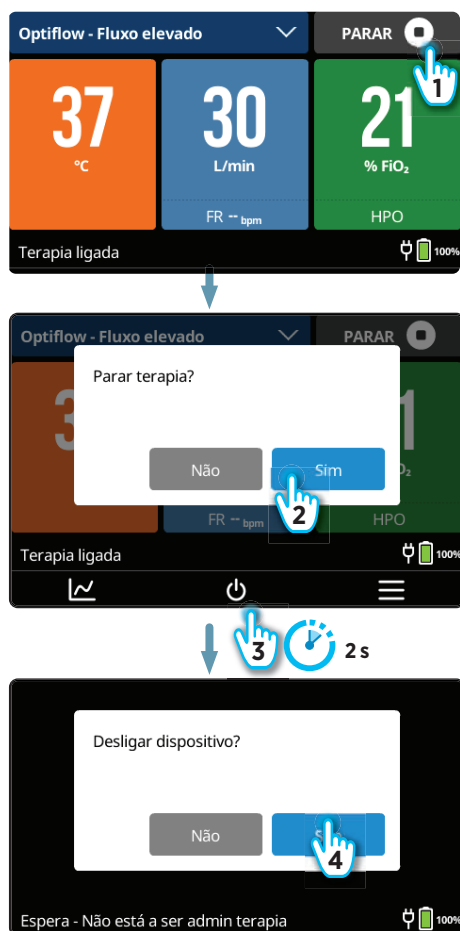 Optiflow - Fluxo elevado PARAR
1
37 30 21
°C L/min % FiO₂
FR -- bpm HPO
Terapia ligada 100%
Optiflow - Fluxo elevado PARAR
Parar terapia?
Não Sim
2
FR -- bpm HPO
Terapia ligada 100%
3 2 s
Desligar dispositivo?
Não
4
Espera - Não está a ser admin terapia 100%